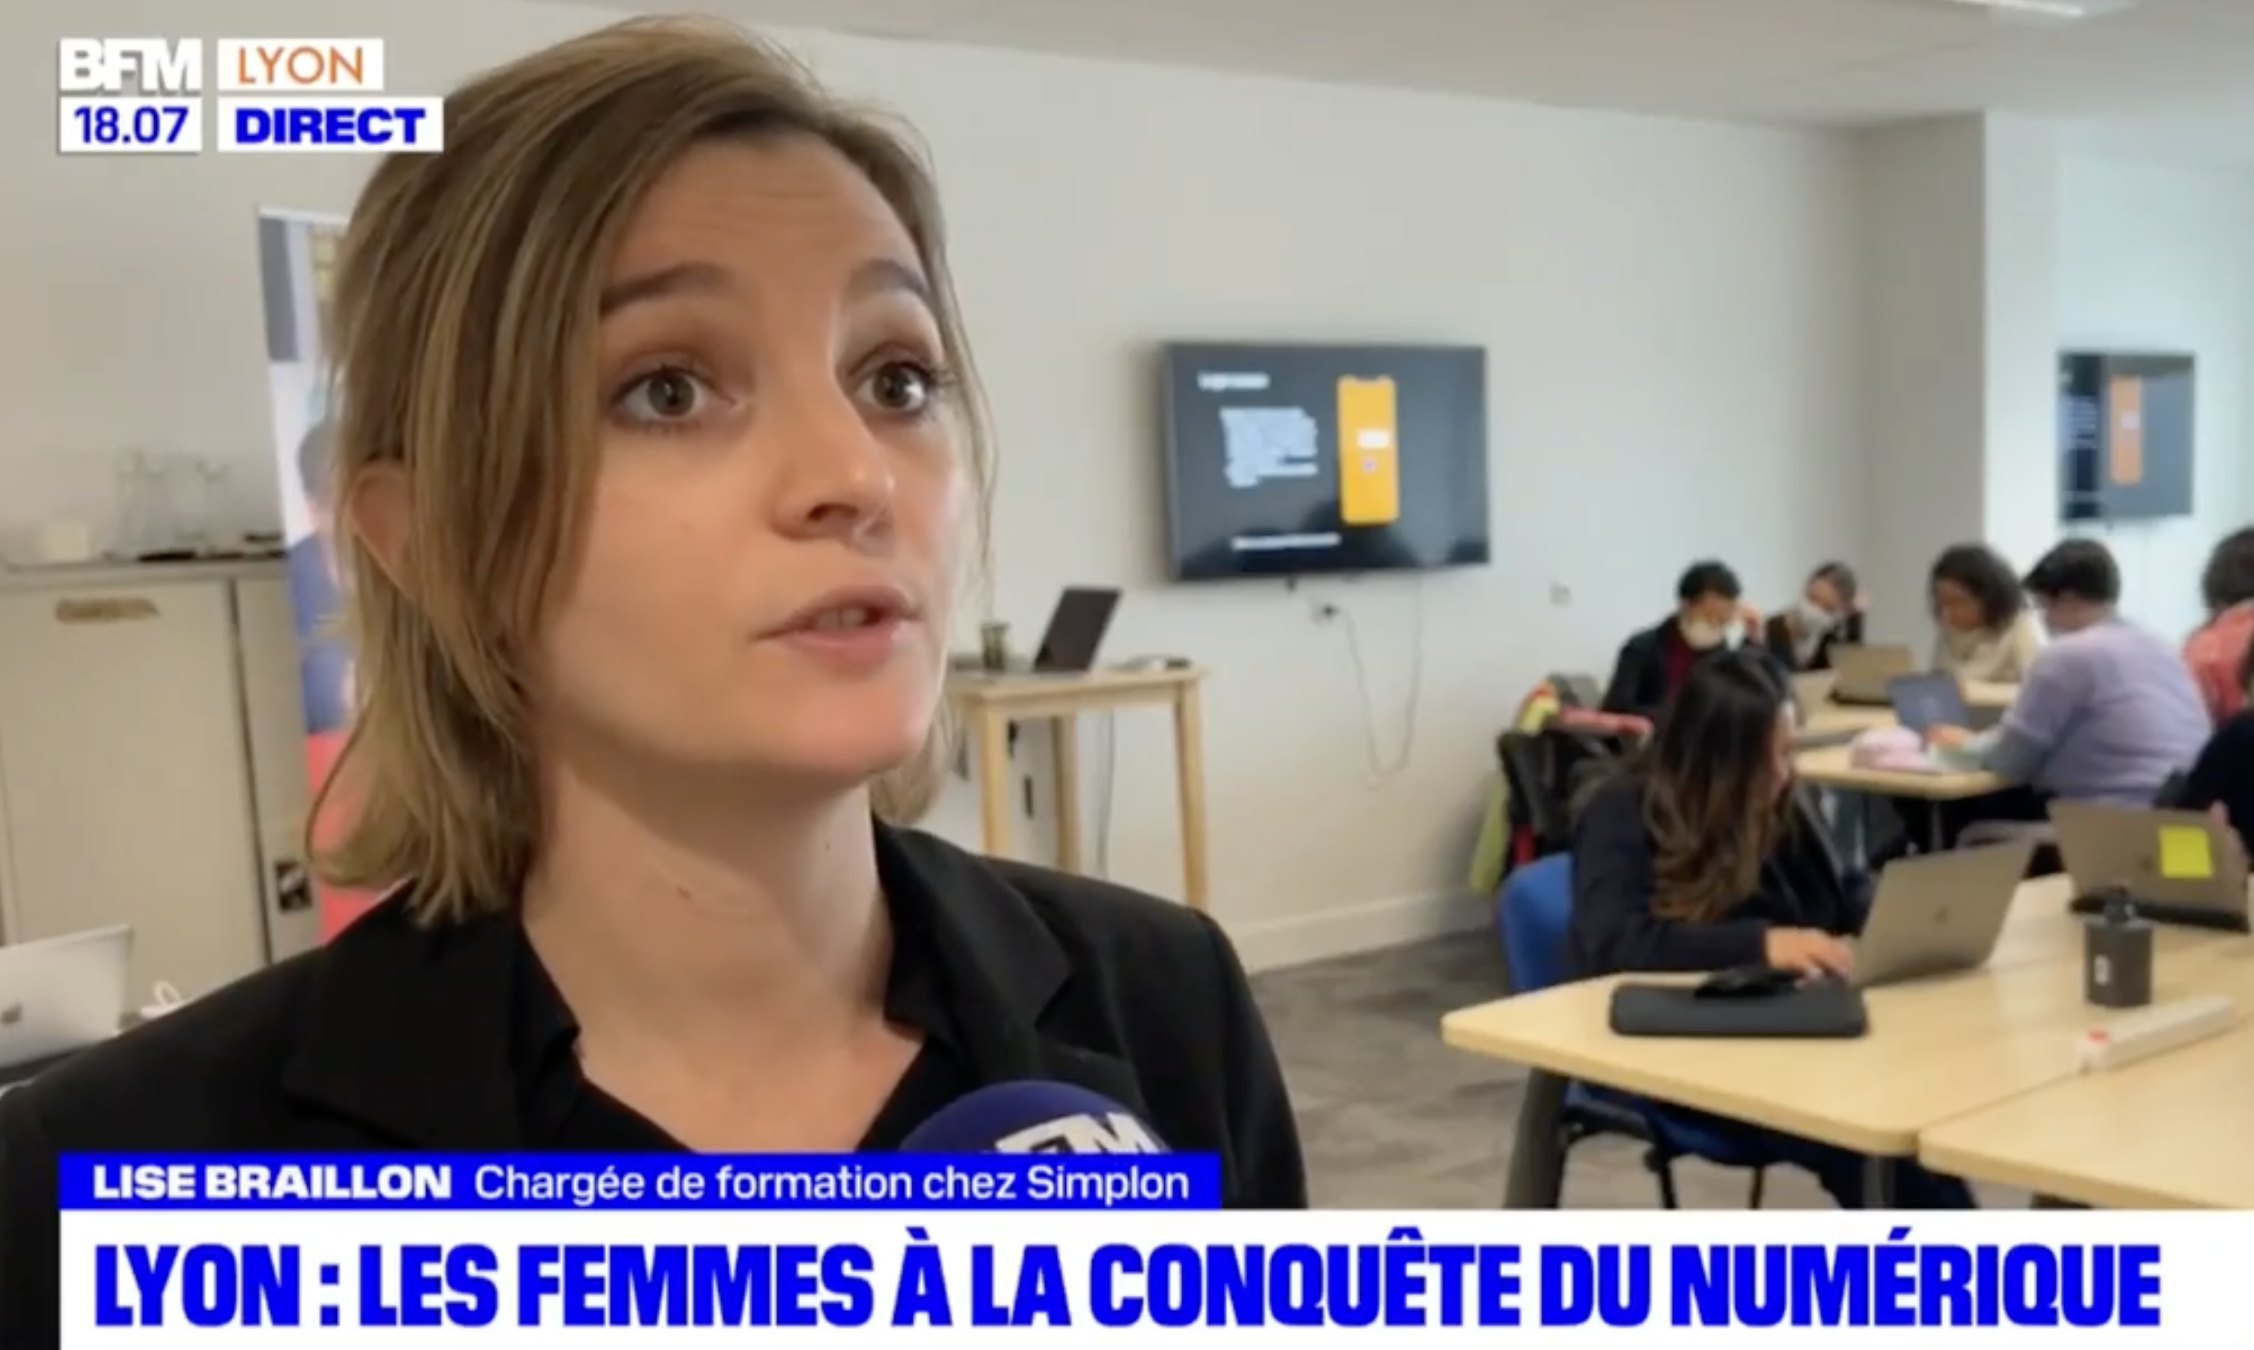 BFM LYON
18.07 DIRECT
LISE BRAILLON Chargée de formation chez Simplon
LYON : LES FEMMES À LA CONQUÊTE DU NUMÉRIQUE